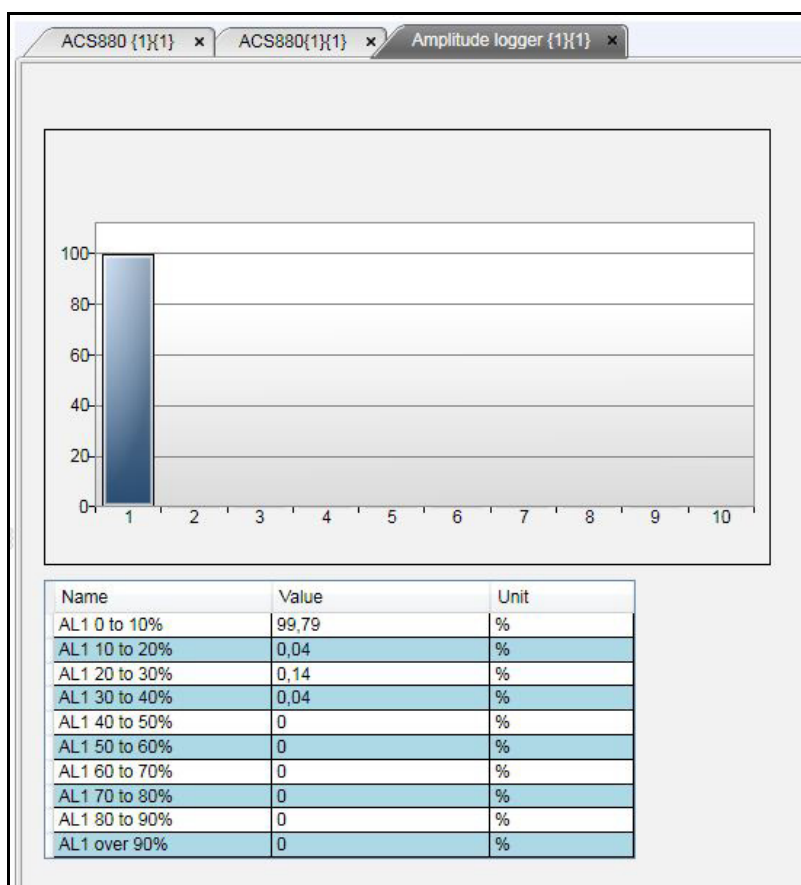 ACS880 {1}{1} × ACS880{1}{1} × Amplitude logger {1}{1} ×
100
80
60
40
20
0
1 2 3 4 5 6 7 8 9 10
Name Value Unit
AL1 0 to 10% 99,79 %
AL1 10 to 20% 0,04 %
AL1 20 to 30% 0,14 %
AL1 30 to 40% 0,04 %
AL1 40 to 50% 0 %
AL1 50 to 60% 0 %
AL1 60 to 70% 0 %
AL1 70 to 80% 0 %
AL1 80 to 90% 0 %
AL1 over 90% 0 %